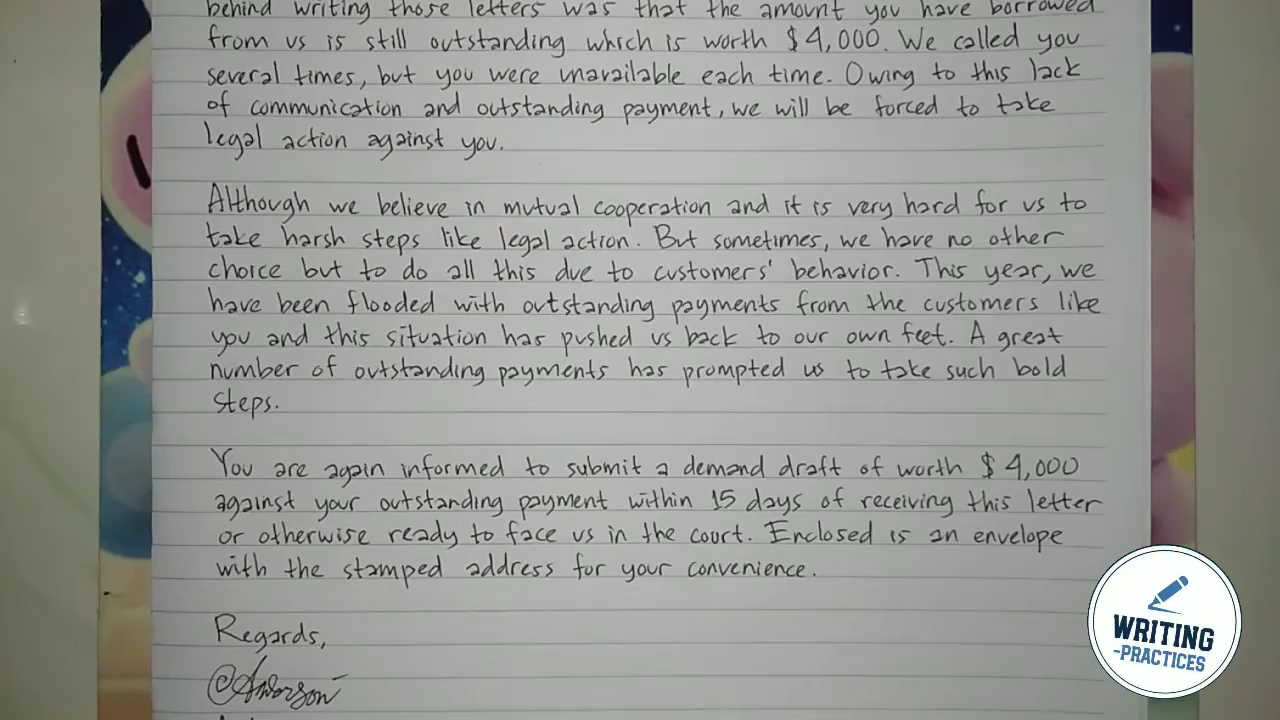 behind writing those letters was that the amount you have borrowed
from us is still outstanding which is worth $4,000. We called you
several times, but you were unavailable each time. Owing to this lack
of communication and outstanding payment, we will be forced to take
legal action against you.
Although we believe in mutual cooperation and it is very hard for us to
take harsh steps like legal action. But sometimes, we have no other
choice but to do all this due to customers' behavior. This year, we
have been flooded with outstanding payments from the customers like
you and this situation has pushed us back to our own feet. A great
number of outstanding payments has prompted us to take such bold
steps.
You are again informed to submit a demand draft of worth $4,000
against your outstanding payment within 15 days of receiving this letter
or otherwise ready to face us in the court. Enclosed is an envelope
with the stamped address for your convenience.
Regards,
@Anderson
WRITING
-PRACTICES